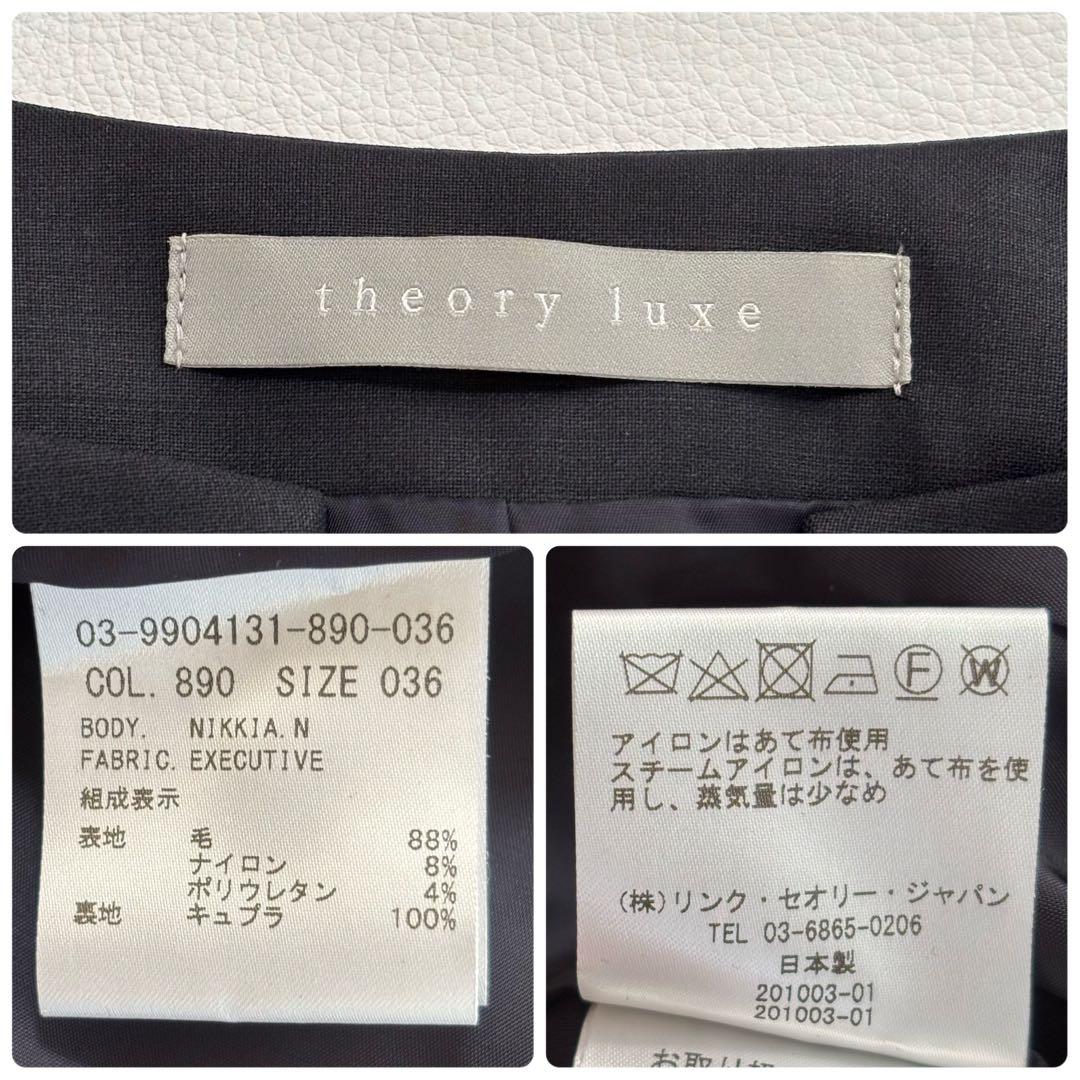 theory luxe
03-9904131-890-036
COL. 890 SIZE 036
BODY. NIKKIA.N
FABRIC. EXECUTIVE
組成表示
表地 毛 88%
ナイロン 8%
ポリウレタン 4%
裏地 キュプラ 100%
F W
アイロンはあて布使用
スチームアイロンは、あて布を使
用し、蒸気量は少なめ
(株)リンク・セオリー・ジャパン
TEL 03-6865-0206
日本製
201003-01
201003-01
お取り